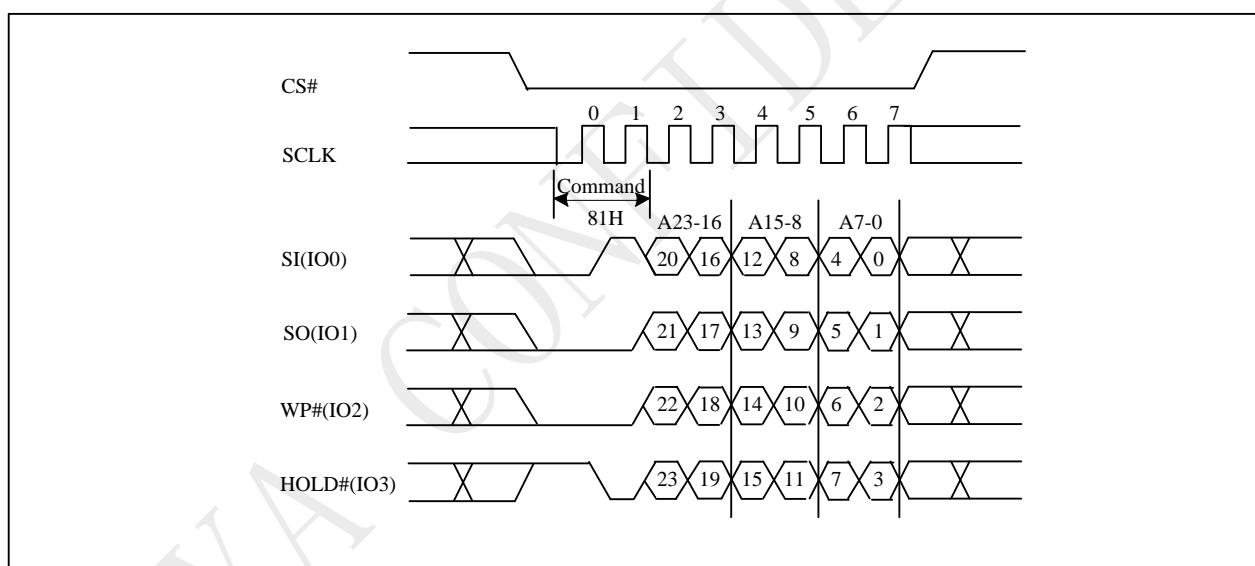 CS#
0 1 2 3 4 5 6 7
SCLK
Command
81H
A23-16 A15-8 A7-0
SI(IO0) 20 16 12 8 4 0
SO(IO1) 21 17 13 9 5 1
WP#(IO2) 22 18 14 10 6 2
HOLD#(IO3) 23 19 15 11 7 3